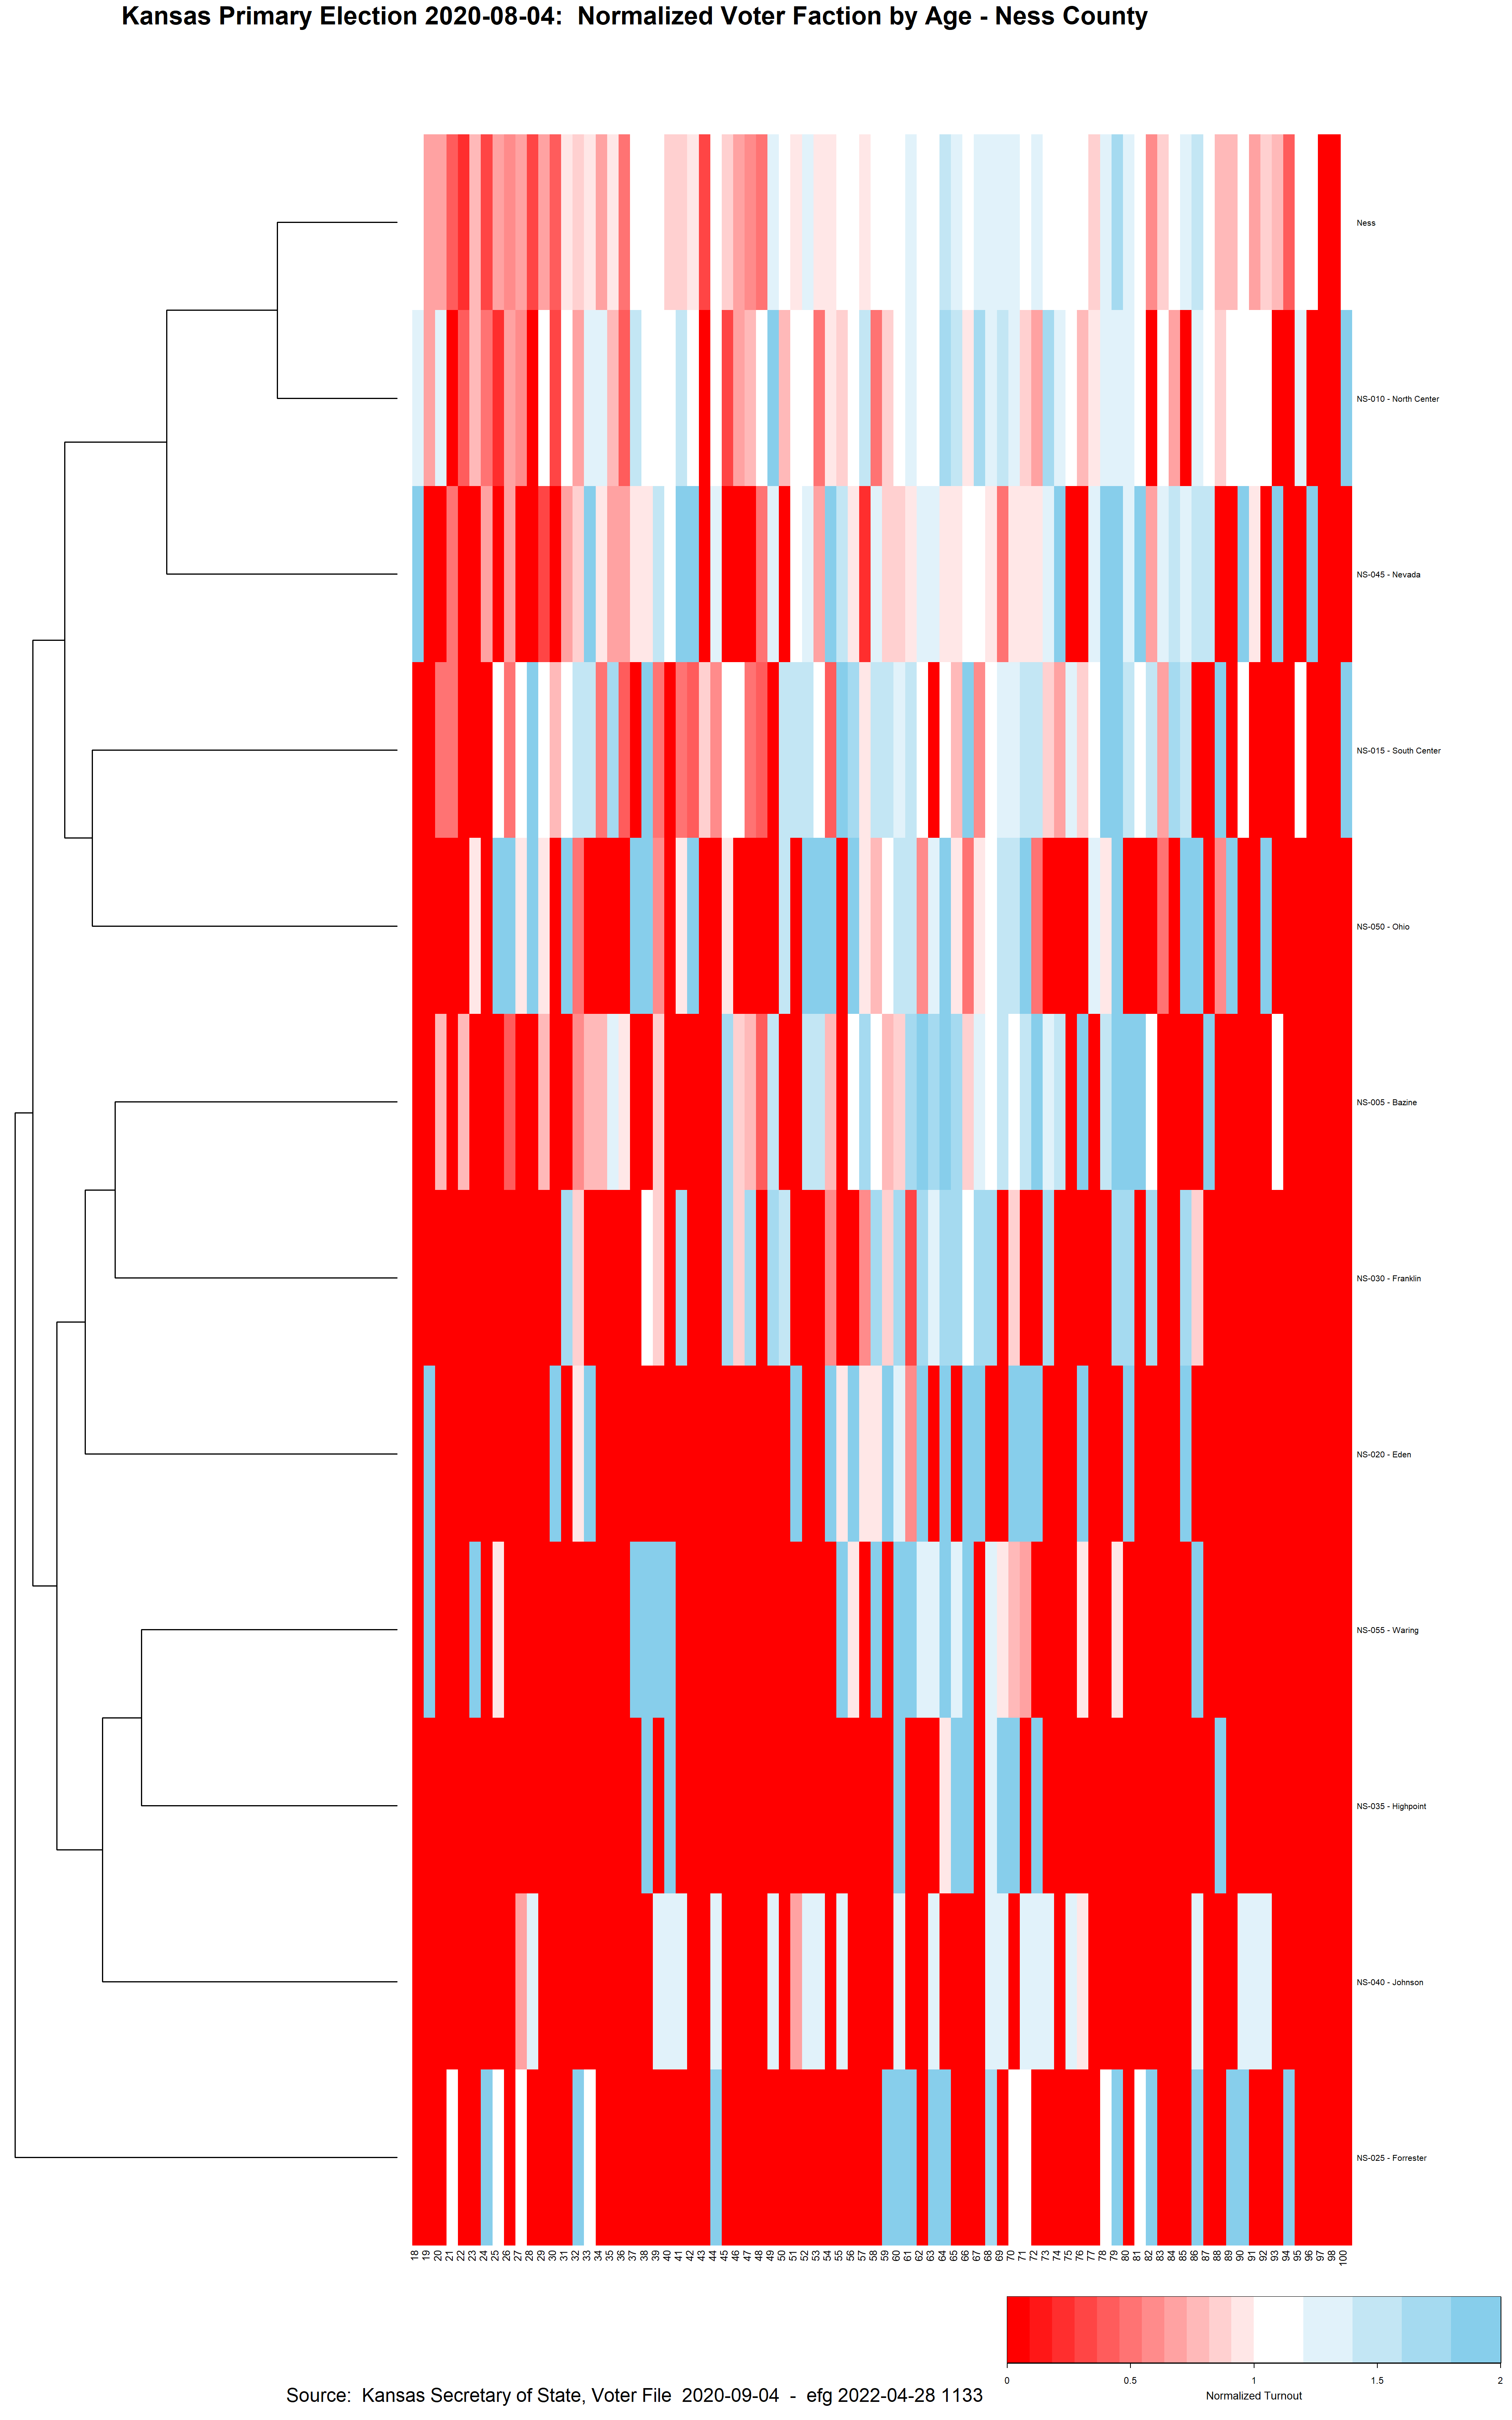 Kansas Primary Election 2020-08-04:  Normalized Voter Faction by Age - Ness County
Ness
NS-010 - North Center
NS-045 - Nevada
NS-015 - South Center
NS-050 - Ohio
NS-005 - Bazine
NS-030 - Franklin
NS-020 - Eden
NS-055 - Waring
NS-035 - Highpoint
NS-040 - Johnson
NS-025 - Forrester
18 19 20 21 22 23 24 25 26 27 28 29 30 31 32 33 34 35 36 37 38 39 40 41 42 43 44 45 46 47 48 49 50 51 52 53 54 55 56 57 58 59 60 61 62 63 64 65 66 67 68 69 70 71 72 73 74 75 76 77 78 79 80 81 82 83 84 85 86 87 88 89 90 91 92 93 94 95 96 97 98 100
0 0.5 1 1.5 2
Normalized Turnout
Source:  Kansas Secretary of State, Voter File  2020-09-04  -  efg 2022-04-28 1133